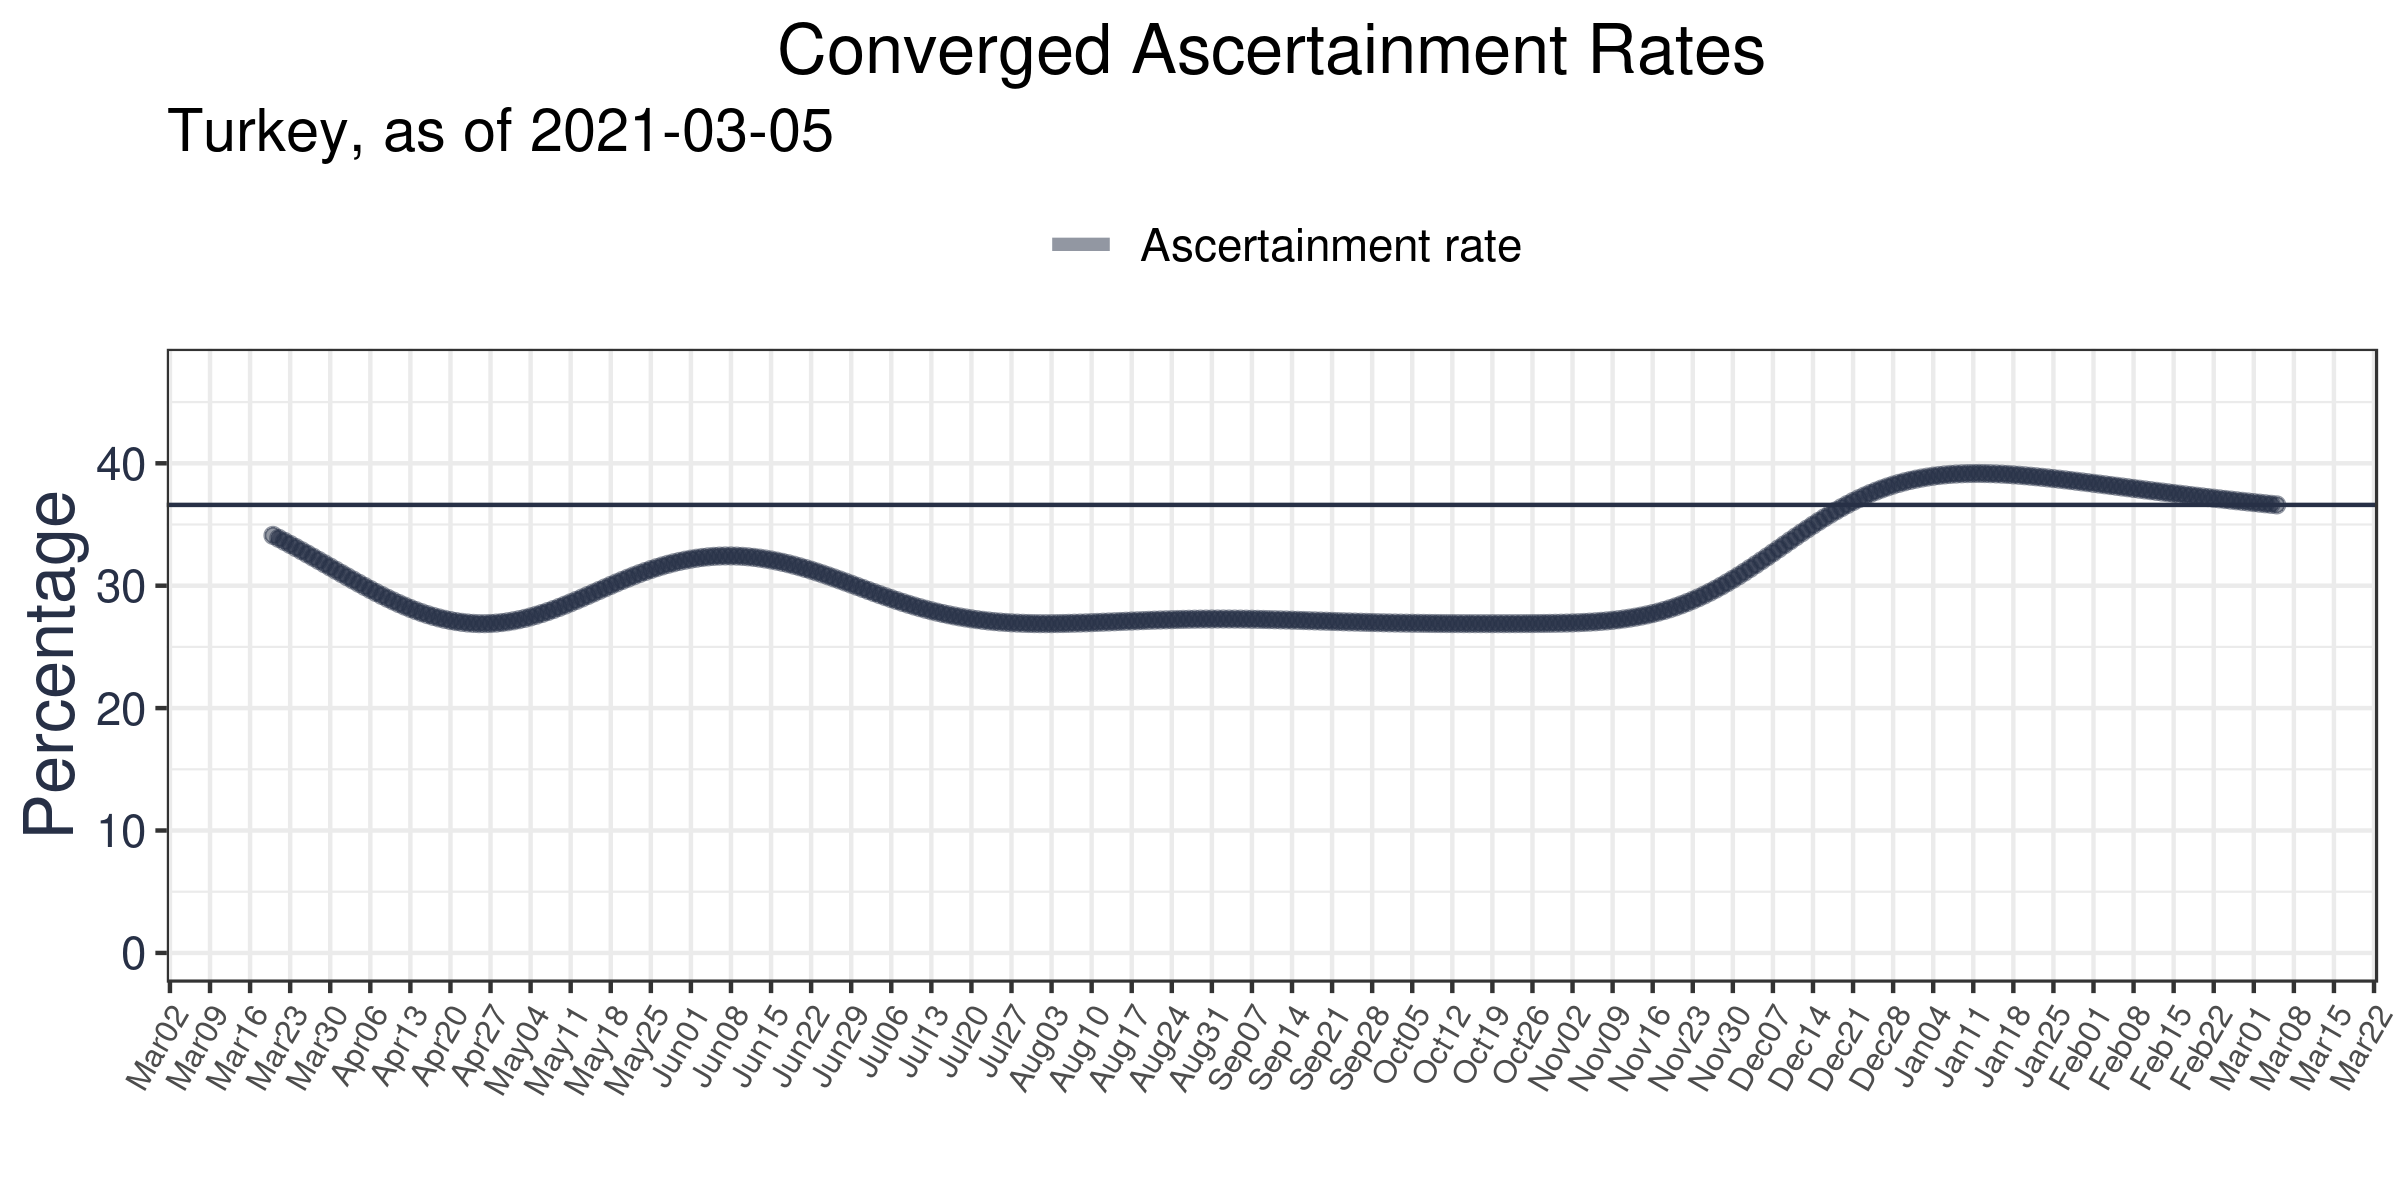 Converged Ascertainment Rates
Turkey, as of 2021-03-05
Ascertainment rate
Percentage
40
30
20
10
0
Mar02 Mar09 Mar16 Mar23 Mar30 Apr06 Apr13 Apr20 Apr27 May04 May11 May18 May25 Jun01 Jun08 Jun15 Jun22 Jun29 Jul06 Jul13 Jul20 Jul27 Aug03 Aug10 Aug17 Aug24 Aug31 Sep07 Sep14 Sep21 Sep28 Oct05 Oct12 Oct19 Oct26 Nov02 Nov09 Nov16 Nov23 Nov30 Dec07 Dec14 Dec21 Dec28 Jan04 Jan11 Jan18 Jan25 Feb01 Feb08 Feb15 Feb22 Mar01 Mar08 Mar15 Mar22